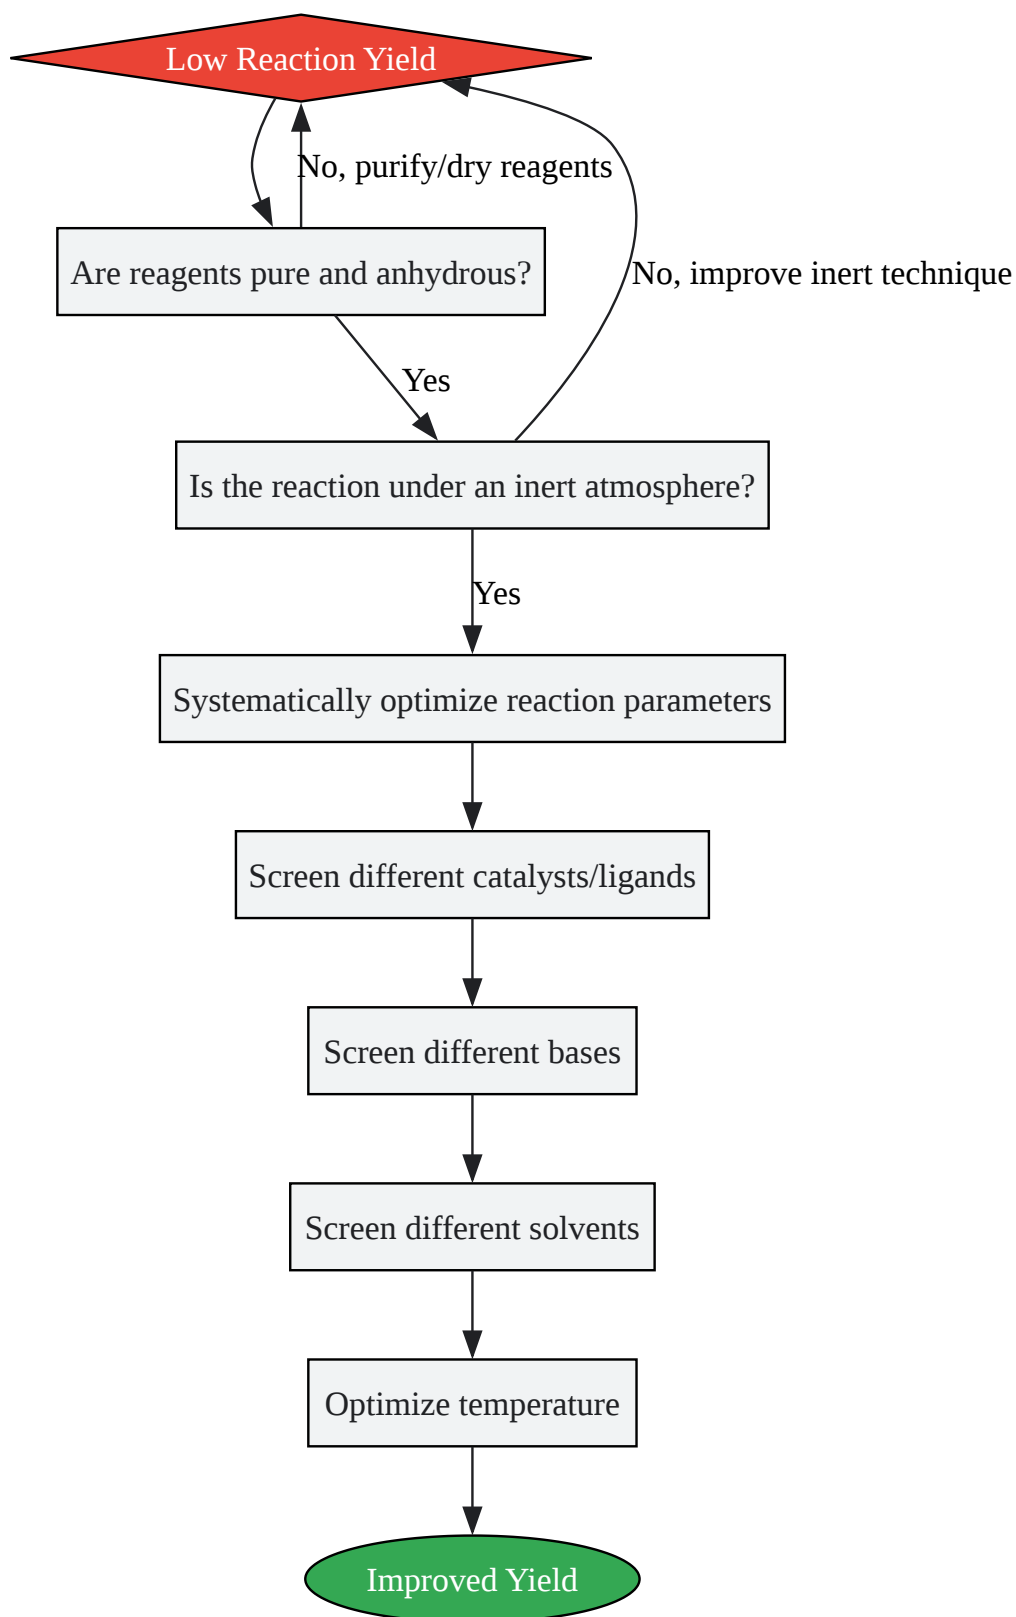 Low Reaction Yield
No, purify/dry reagents
Are reagents pure and anhydrous?
No, improve inert technique
Yes
Is the reaction under an inert atmosphere?
Yes
Systematically optimize reaction parameters
Screen different catalysts/ligands
Screen different bases
Screen different solvents
Optimize temperature
Improved Yield